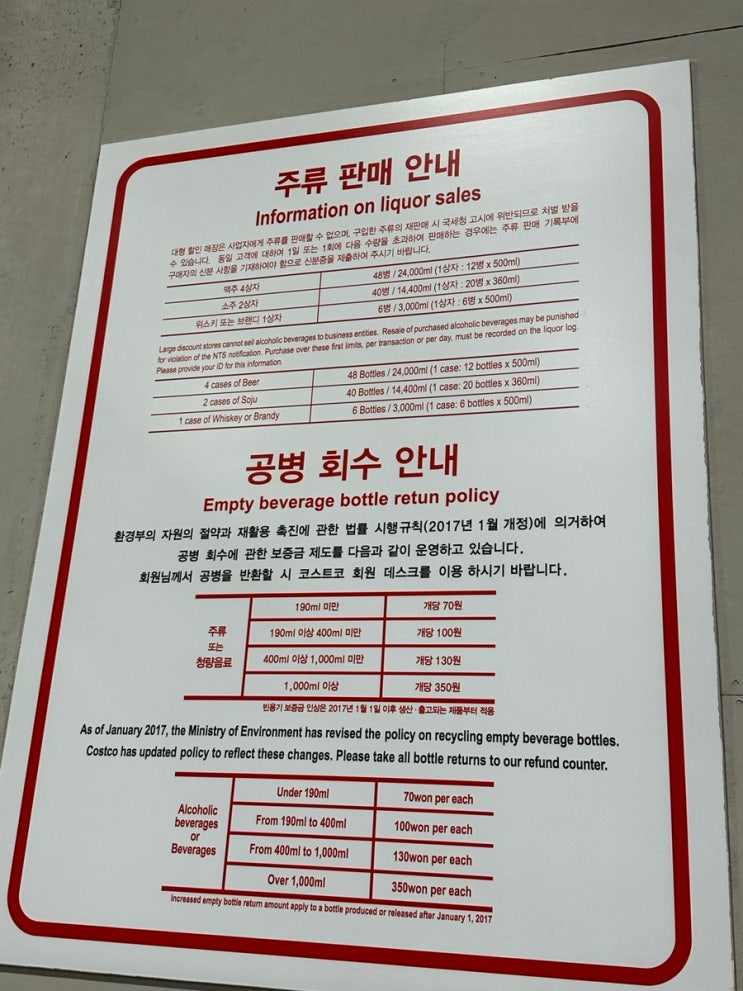 주류 판매 안내
Information on liquor sales
대형 할인 매장은 사업자에게 주류를 판매할 수 없으며, 구입한 주류의 재판매 시 국세청 고시에 위반되므로 처벌 받을
수 있습니다. 동일 고객에 대하여 1일 또는 1회에 다음 수량을 초과하여 판매하는 경우에는 주류 판매 기록부에
구매자의 신분 사항을 기재하여야 함으로 신분증을 제출하여 주시기 바랍니다.
맥주 4상자 48병 / 24,000ml (1상자 : 12병 x 500ml)
소주 2상자 40병 / 14,400ml (1상자 : 20병 x 360ml)
위스키 또는 브랜디 1상자 6병 / 3,000ml (1상자 : 6병 x 500ml)
Large discount stores cannot sell alcoholic beverages to business entities. Resale of purchased alcoholic beverages may be punished
for violation of the NTS notification. Purchase over these first limits, per transaction or per day, must be recorded on the liquor log.
Please provide your ID for this information.
4 cases of Beer 48 Bottles / 24,000ml (1 case: 12 bottles x 500ml)
2 cases of Soju 40 Bottles / 14,400ml (1 case: 20 bottles x 360ml)
1 case of Whiskey or Brandy 6 Bottles / 3,000ml (1 case: 6 bottles x 500ml)
공병 회수 안내
Empty beverage bottle retun policy
환경부의 자원의 절약과 재활용 촉진에 관한 법률 시행규칙(2017년 1월 개정)에 의거하여
공병 회수에 관한 보증금 제도를 다음과 같이 운영하고 있습니다.
회원님께서 공병을 반환할 시 코스트코 회원 데스크를 이용 하시기 바랍니다.
주류
또는
청량음료
190ml 미만 개당 70원
190ml 이상 400ml 미만 개당 100원
400ml 이상 1,000ml 미만 개당 130원
1,000ml 이상 개당 350원
빈용기 보증금 인상은 2017년 1월 1일 이후 생산·출고되는 제품부터 적용
As of January 2017, the Ministry of Environment has revised the policy on recycling empty beverage bottles.
Costco has updated policy to reflect these changes. Please take all bottle returns to our refund counter.
Alcoholic
beverages
or
Beverages
Under 190ml 70won per each
From 190ml to 400ml 100won per each
From 400ml to 1,000ml 130won per each
Over 1,000ml 350won per each
Increased empty bottle return amount apply to a bottle produced or released after January 1, 2017